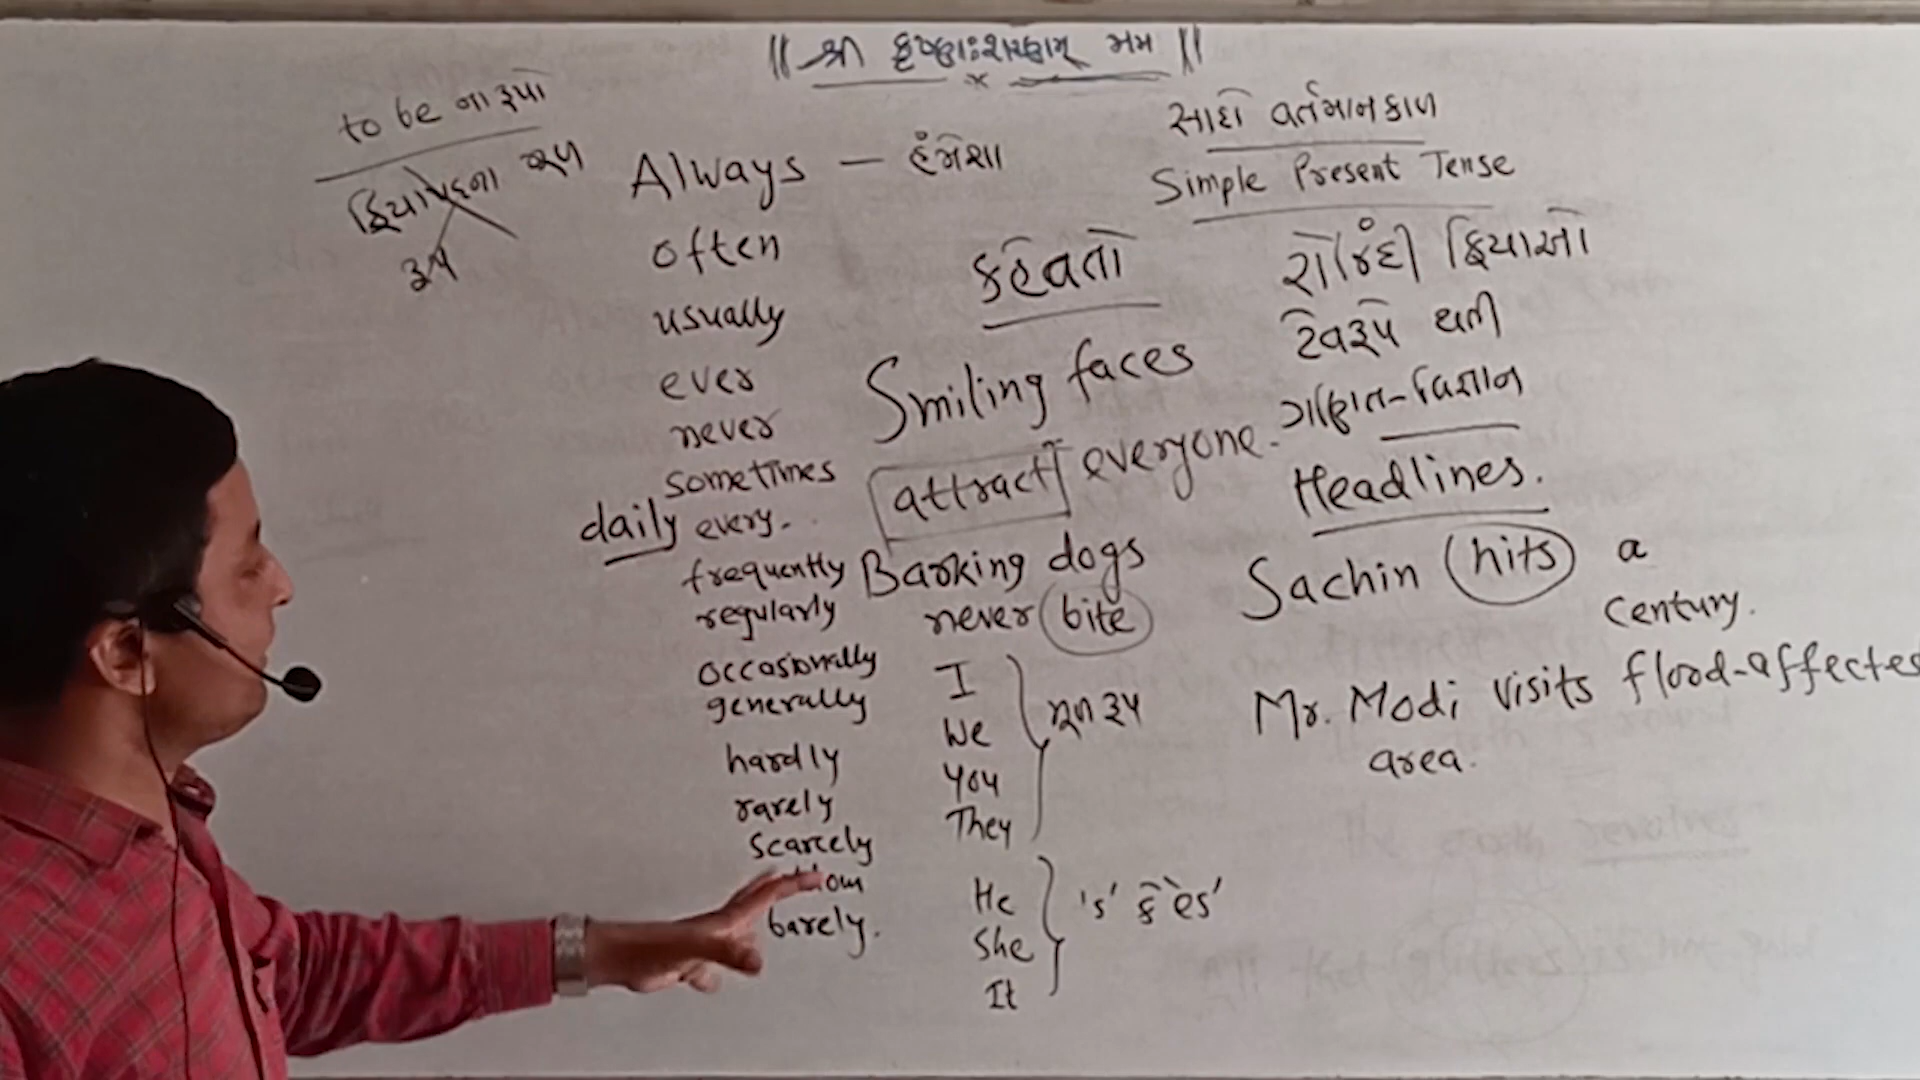 || શ્રી કૃષ્ણઃશરણમ્ મમ ||
to be ના રૂપો
ક્રિયાપદના મૂળ
રૂપ
Always – હંમેશા
often
usually
ever
never
sometimes
daily every..
frequently
regularly
occasionally
generally
hardly
rarely
scarcely
barely.
કહેવતો
Smiling faces
attract everyone.
Barking dogs
never bite
I
We
You
They
મૂળ રૂપ
He
She
It
's' કે 'es'
સાદો વર્તમાનકાળ
Simple Present Tense
રોજિંદી ક્રિયાઓ
ટેવરૂપે થતી
ગણિત-વિજ્ઞાન
Headlines.
Sachin hits a
century.
Mr. Modi visits flood-affected
area.